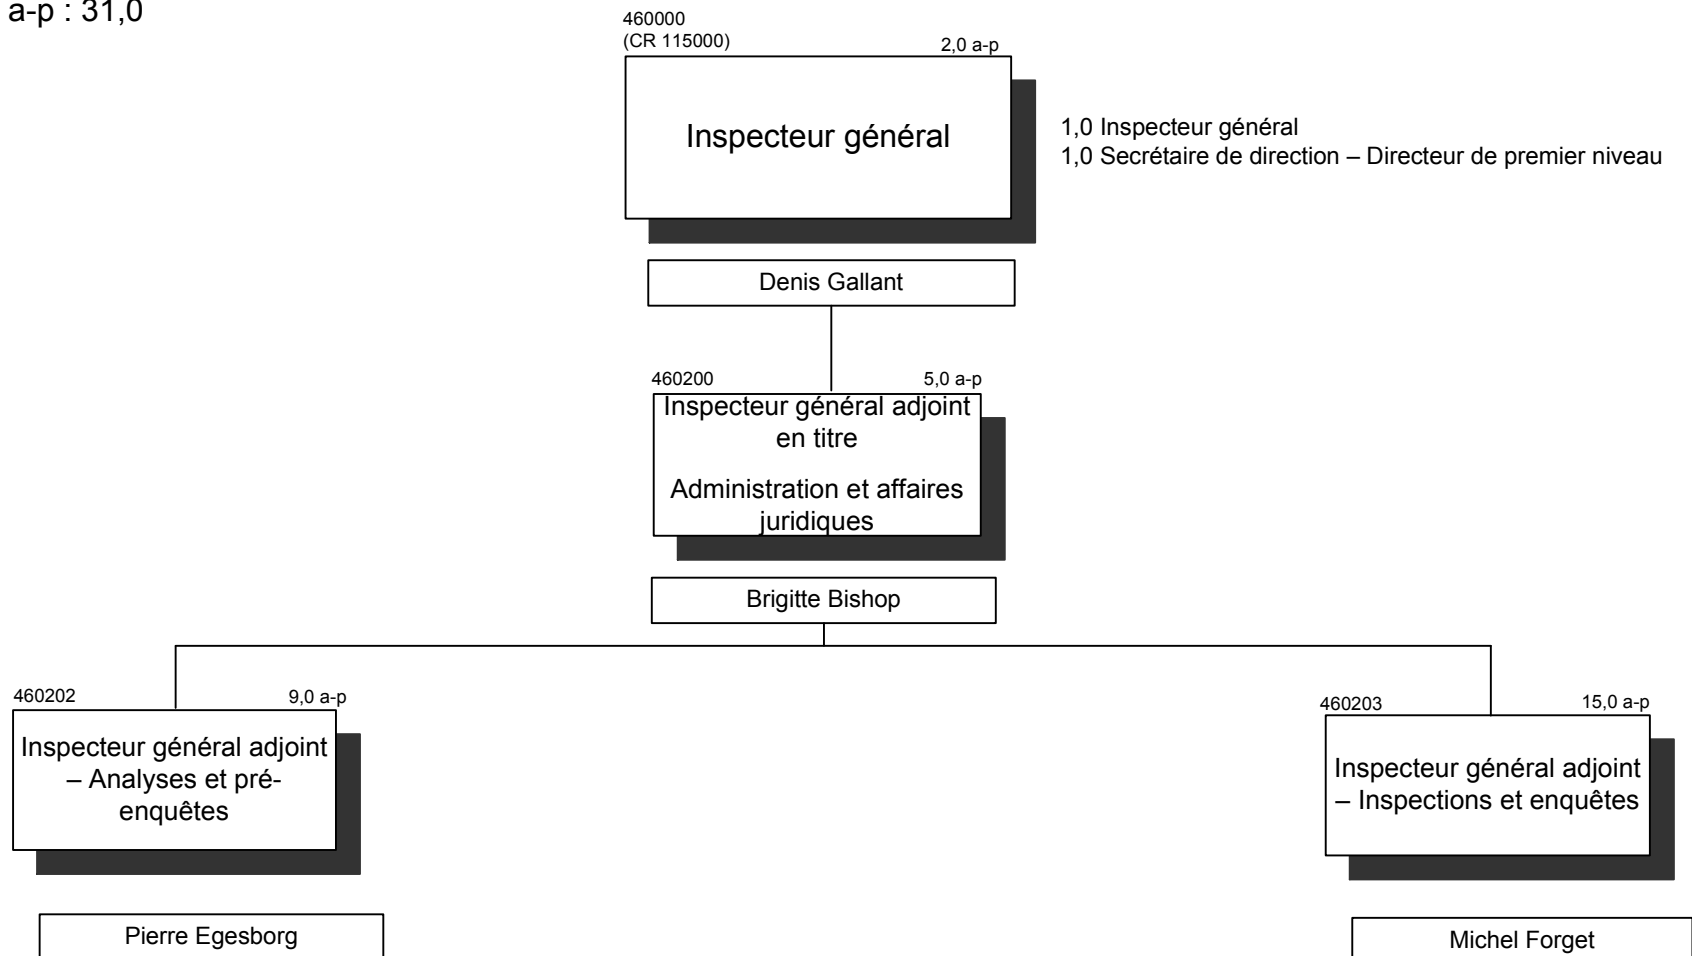 a-p : 31,0
460000
(CR 115000)
2,0 a-p
Inspecteur général
1,0 Inspecteur général
1,0 Secrétaire de direction – Directeur de premier niveau
Denis Gallant
460200
5,0 a-p
Inspecteur général adjoint
en titre
Administration et affaires
juridiques
Brigitte Bishop
460202
9,0 a-p
Inspecteur général adjoint
– Analyses et pré-
enquêtes
Pierre Egesborg
460203
15,0 a-p
Inspecteur général adjoint
– Inspections et enquêtes
Michel Forget